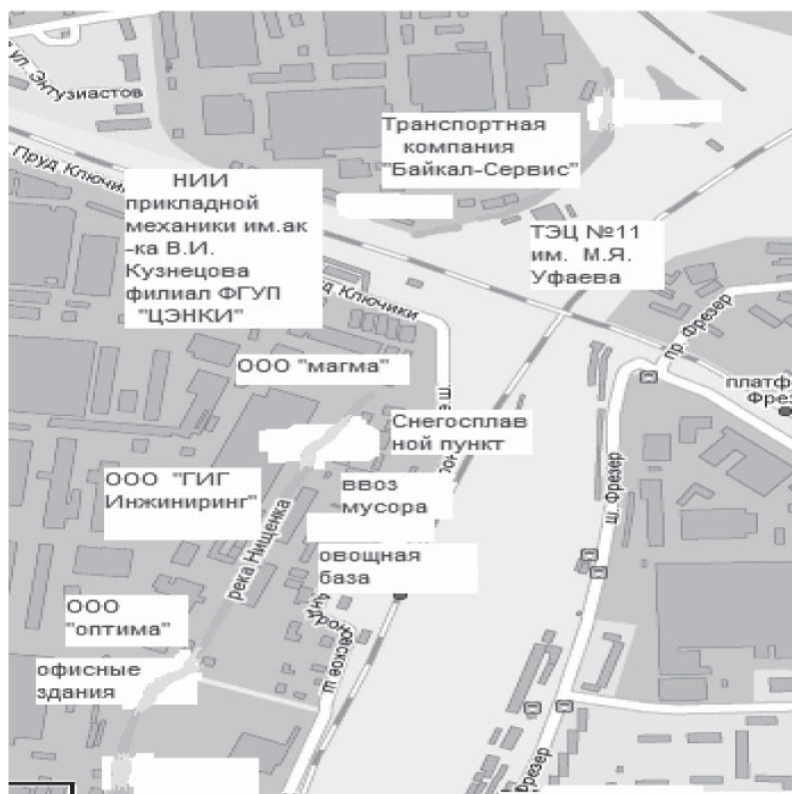 ул. Энтузиастов
Транспортная
компания
"Байкал-Сервис"
Пруд Ключики
НИИ
прикладной
механики им.ак
-ка В.И.
Кузнецова
филиал ФГУП
"ЦЭНКИ"
ТЭЦ №11
им. М.Я.
Уфаева
Ключики
пр. Фрезер
ООО "магма"
платф
Фрез
Снегосплав
ной пункт
ООО "ГИГ
Инжиниринг"
ввоз
мусора
ш. Фрезер
река Нищенка
овощная
база
ООО
"оптима"
офисные
здания
вское ш
Фрезер